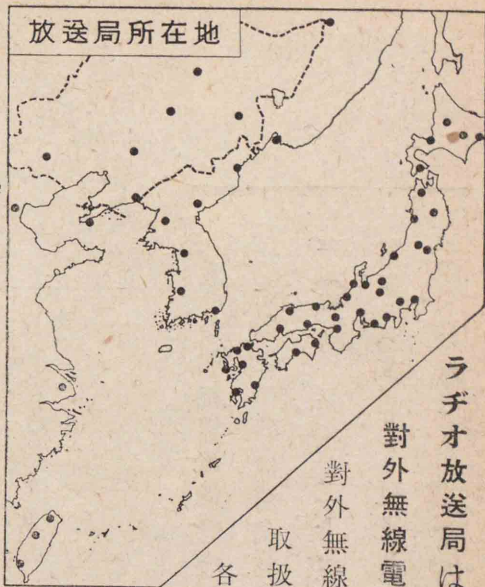 放送局所在地
ラヂオ放送局は
對外無線電
對外無線
取扱
各